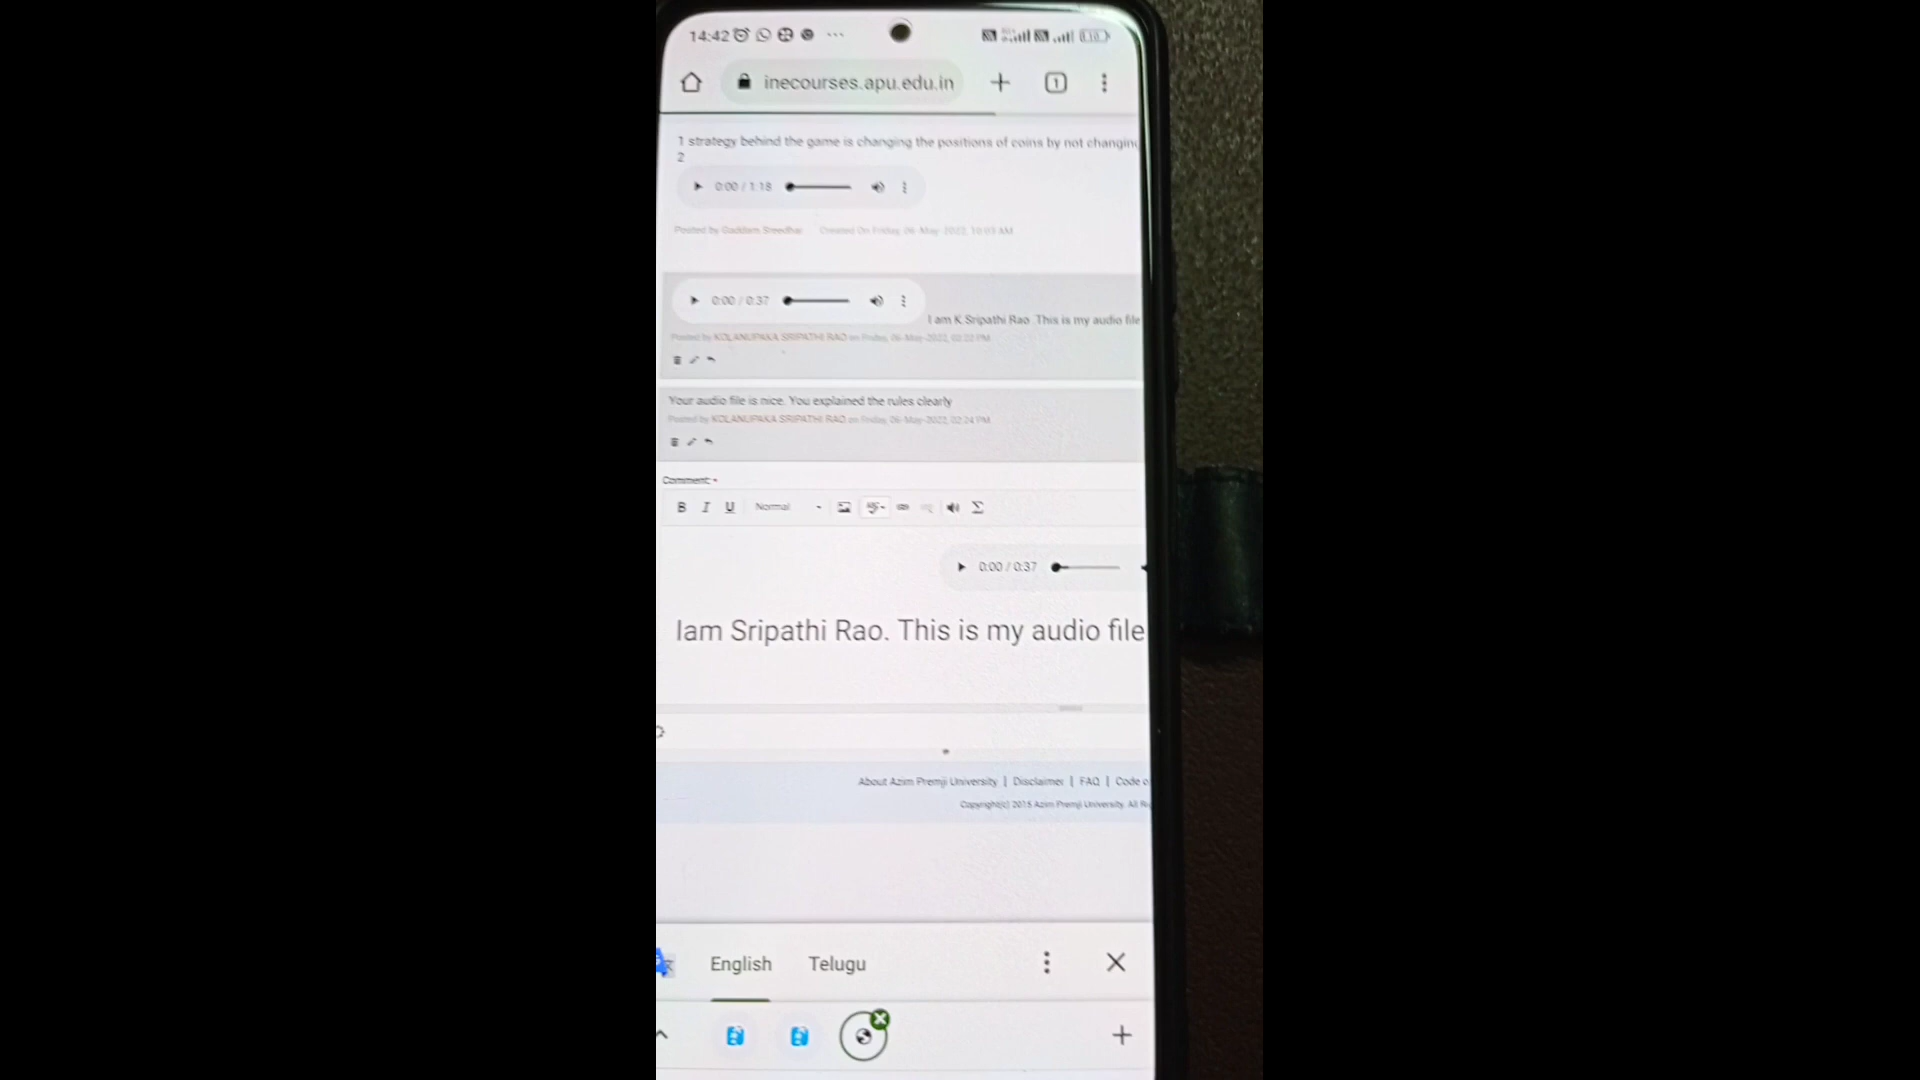 14:42
inecourses.apu.edu.in
1 strategy behind the game is changing the positions of coins by not changing
2
0:00 / 1:18
Posted by Gaddam Sreedhar Created On Friday, 06-May-2022, 10:03 AM
0:00 / 0:37
I am K.Sripathi Rao. This is my audio file
Posted by KOLANUPAKA SRIPATHI RAO on Friday, 06-May-2022, 02:22 PM
Your audio file is nice. You explained the rules clearly
Posted by KOLANUPAKA SRIPATHI RAO on Friday, 06-May-2022, 02:24 PM
Comment: *
B I U Normal Σ
0:00 / 0:37
Iam Sripathi Rao. This is my audio file
About Azim Premji University | Disclaimer | FAQ | Code o
Copyright(c) 2015 Azim Premji University. All Ri
English Telugu